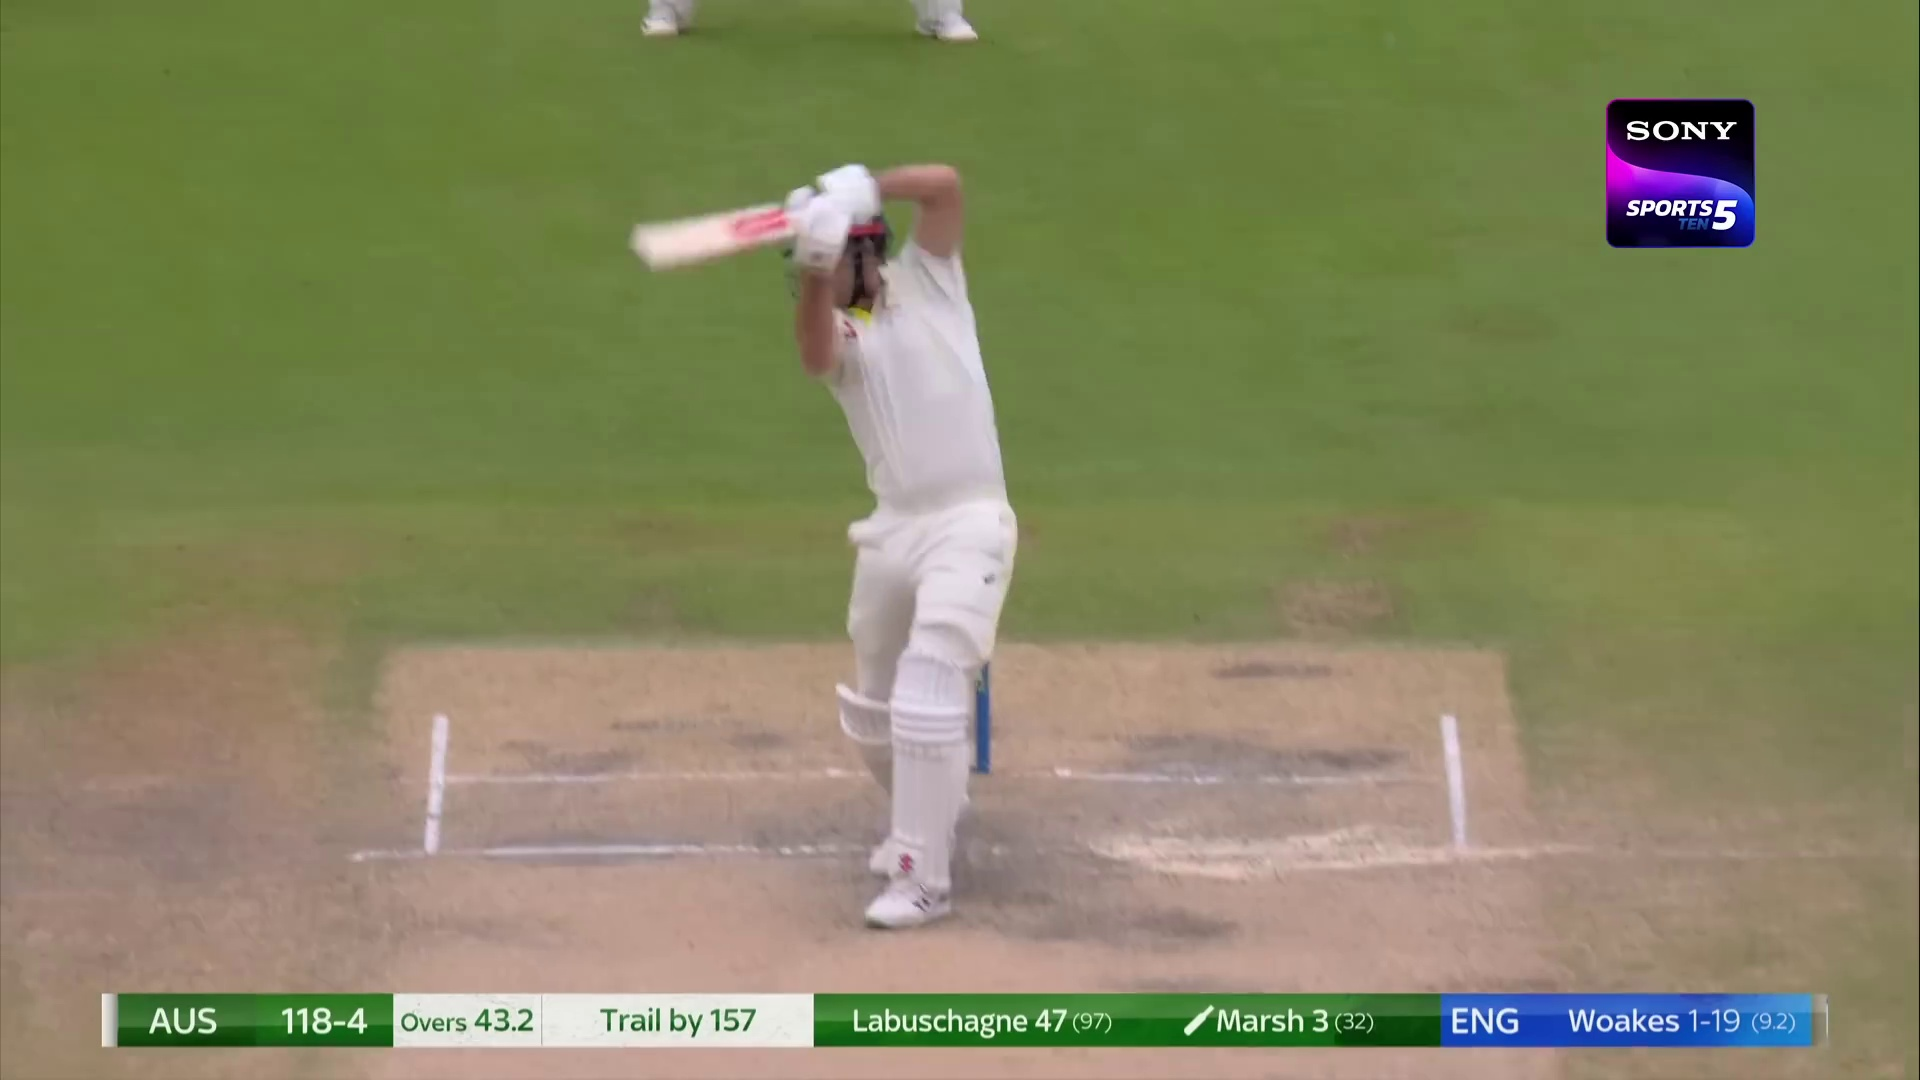 SONY
SPORTS
TEN 5
AUS 118-4 Overs 43.2 Trail by 157 Labuschagne 47 (97) Marsh 3 (32) ENG Woakes 1-19 (9.2)